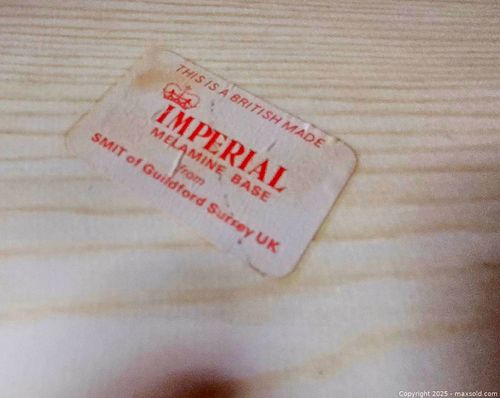 THIS IS A BRITISH MADE
IMPERIAL
MELAMINE BASE
from
SMIT of Guildford Surrey UK
Copyright 2025 - maxsold.com